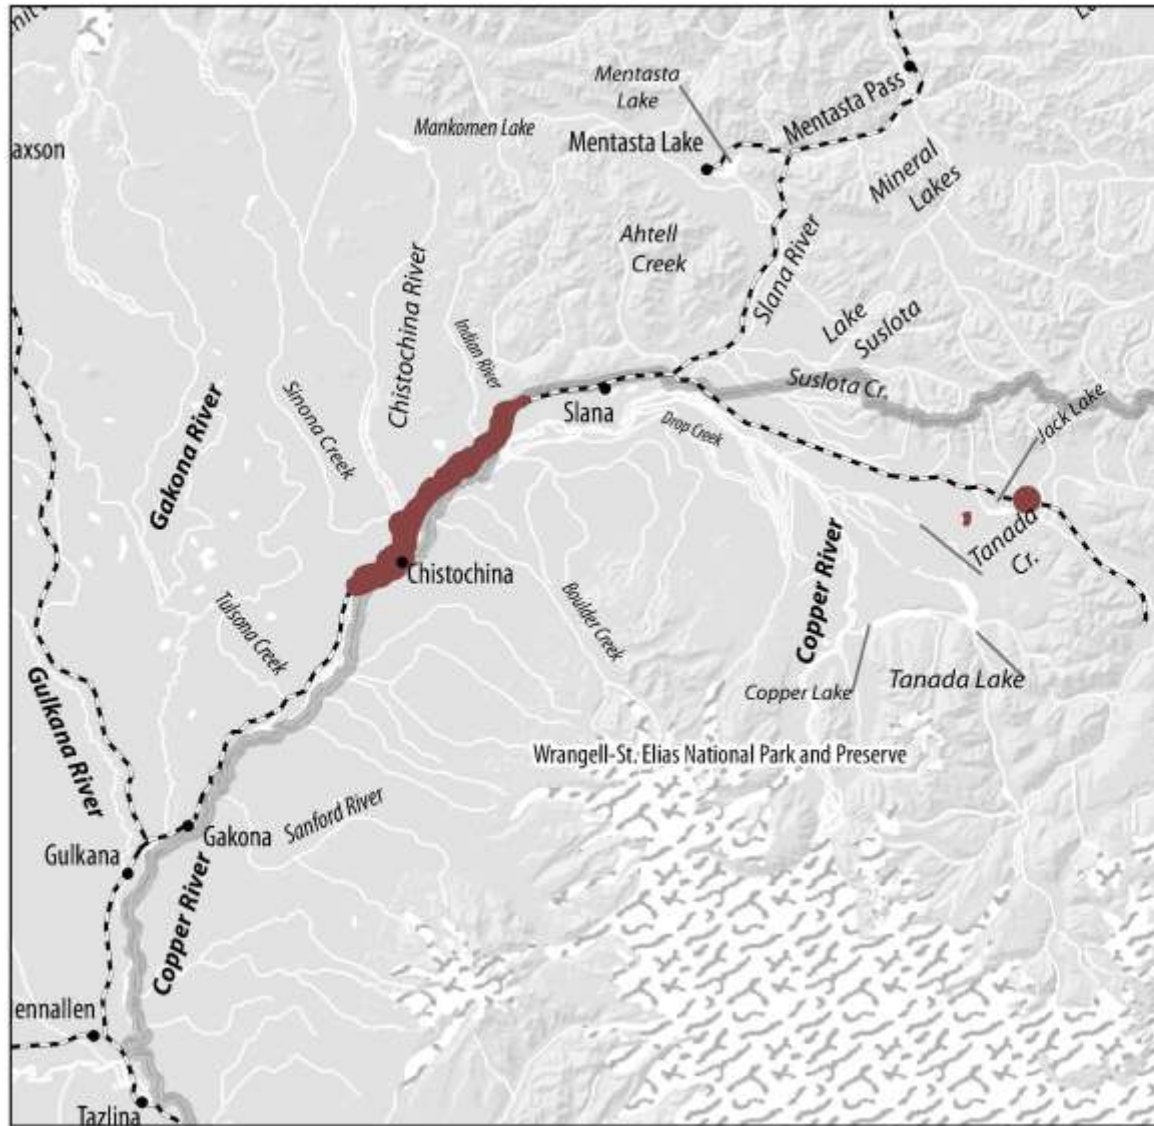 axson
Mankomen Lake
Mentasta
Lake
Mentasta Lake
Mentasta Pass
Mineral
Lakes
Ahtell
Creek
Slana River
Lake
Suslota
Suslota Cr.
Chistochina River
Indian River
Sinona Creek
Gakona River
Slana
Drop Creek
Jack Lake
Tanada
Cr.
Chistochina
Tulsona Creek
Boulder Creek
Copper River
Copper Lake
Tanada Lake
Gulkana River
Wrangell-St. Elias National Park and Preserve
Sanford River
Gakona
Gulkana
Copper River
ennallen
Tazlina